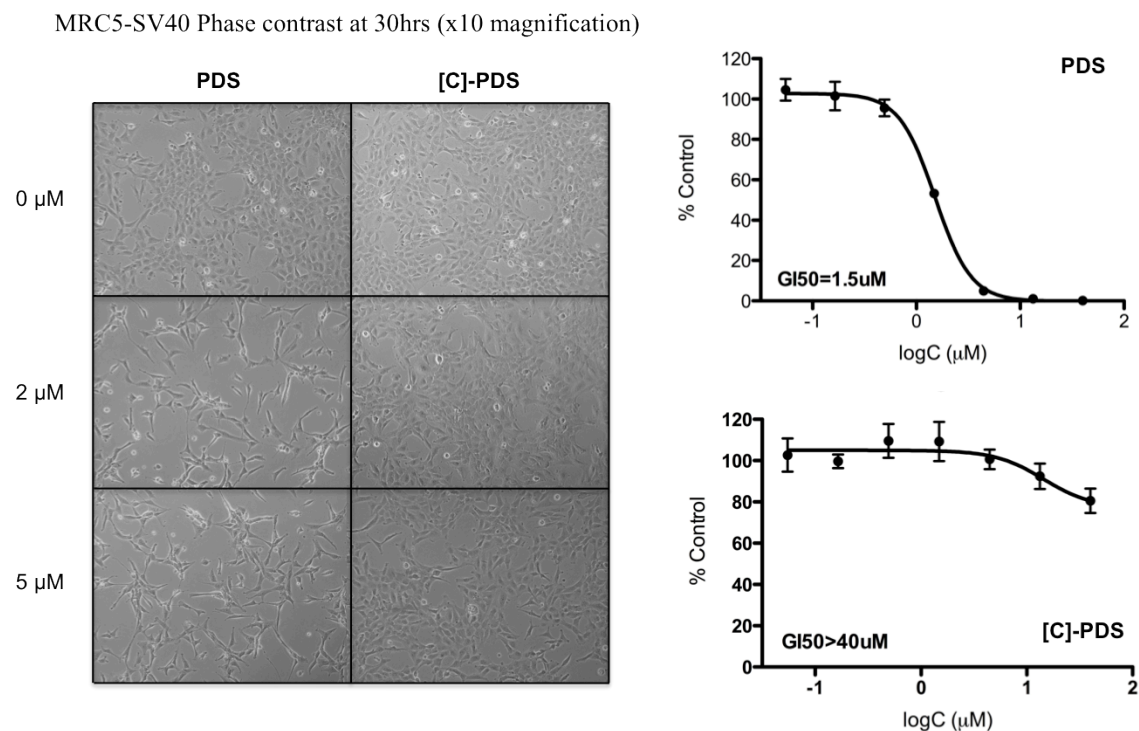 MRC5-SV40 Phase contrast at 30hrs (x10 magnification)
PDS [C]-PDS
0 µM
2 µM
5 µM
PDS
120
100
80
60
40
20
0
% Control
GI50=1.5uM
-1 0 1 2
logC (µM)
120
100
80
60
40
20
0
% Control
[C]-PDS
GI50>40uM
-1 0 1 2
logC (µM)